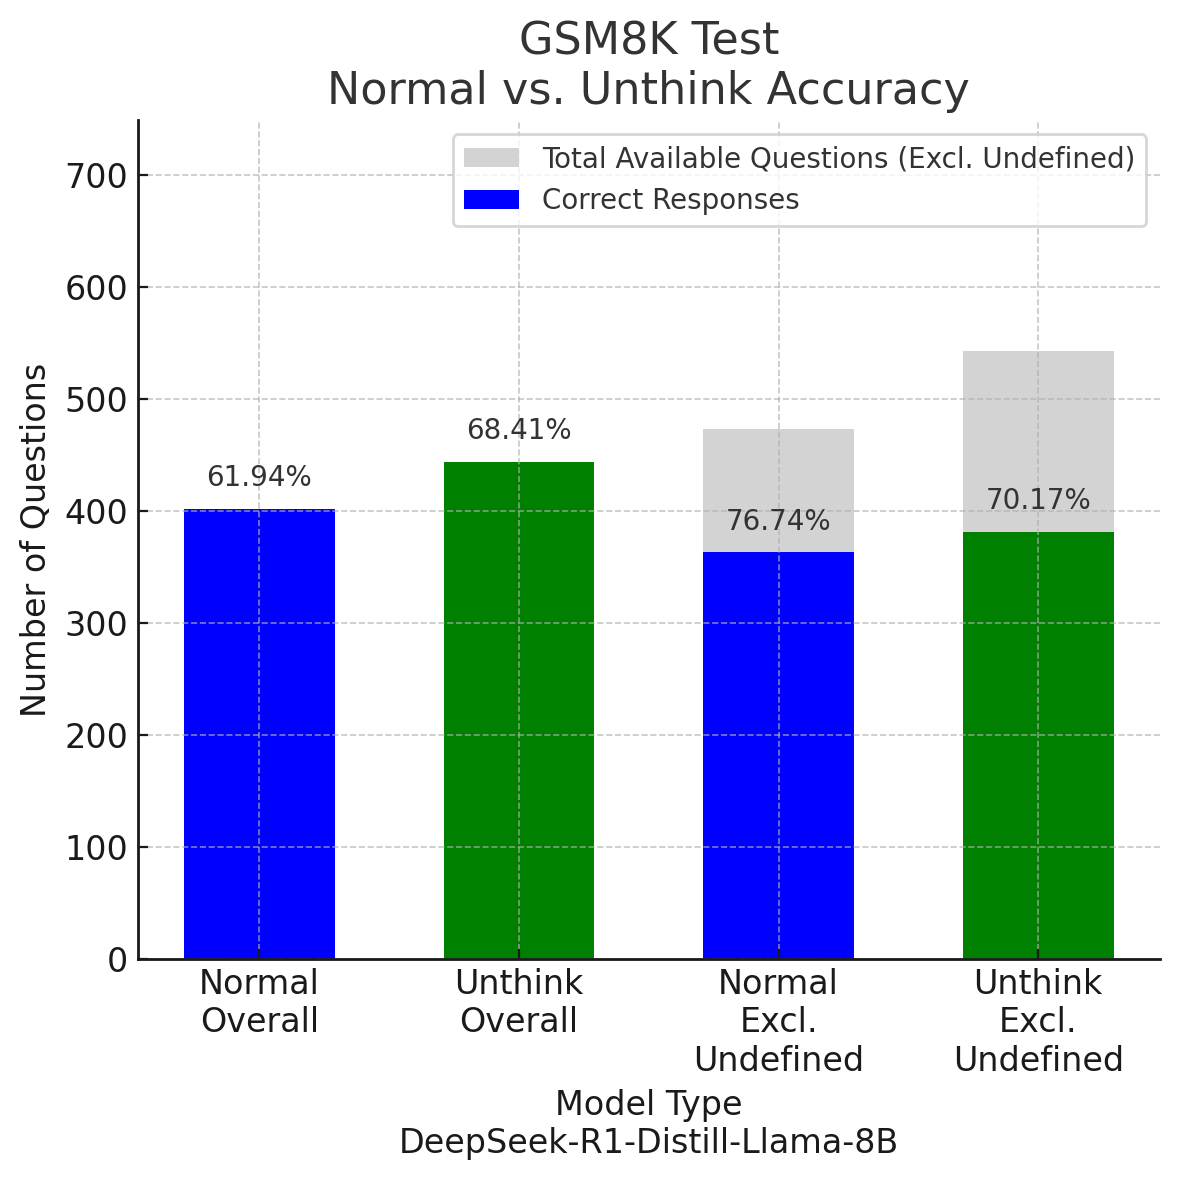 GSM8K Test
Normal vs. Unthink Accuracy
Total Available Questions (Excl. Undefined)
Correct Responses
Number of Questions
700
600
500
400
300
200
100
0
61.94%
68.41%
76.74%
70.17%
Normal
Overall
Unthink
Overall
Normal
Excl.
Undefined
Unthink
Excl.
Undefined
Model Type
DeepSeek-R1-Distill-Llama-8B